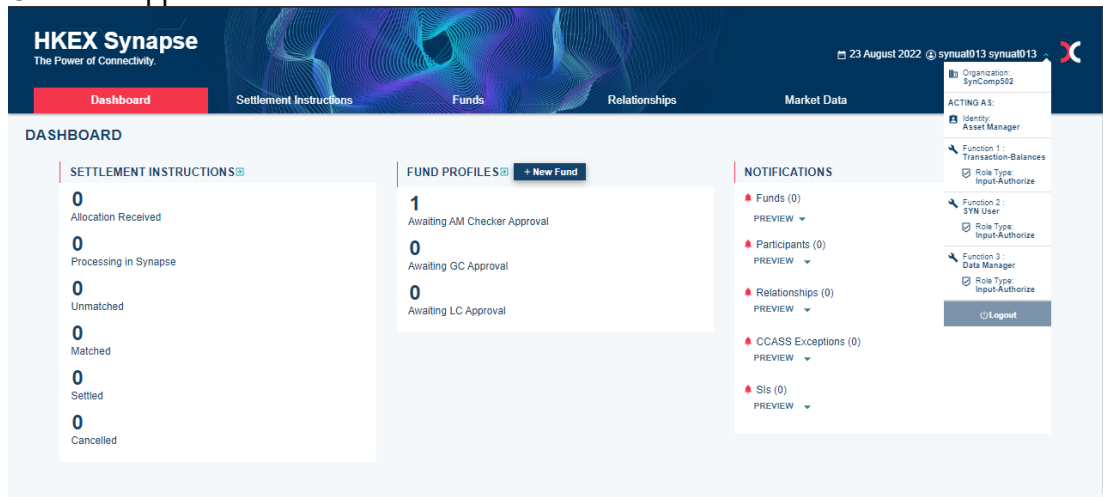 HKEX Synapse
The Power of Connectivity.
23 August 2022 synuat013 synuat013
Dashboard
Settlement Instructions
Funds
Relationships
Market Data
Organization:
SynComp502
ACTING AS:
Identity:
Asset Manager
Function 1 :
Transaction-Balances
Role Type:
Input-Authorize
Function 2 :
SYN User
Role Type:
Input-Authorize
Function 3 :
Data Manager
Role Type:
Input-Authorize
Logout
DASHBOARD
SETTLEMENT INSTRUCTIONS
0
Allocation Received
0
Processing in Synapse
0
Unmatched
0
Matched
0
Settled
0
Cancelled
FUND PROFILES
+ New Fund
1
Awaiting AM Checker Approval
0
Awaiting GC Approval
0
Awaiting LC Approval
NOTIFICATIONS
Funds (0)
PREVIEW
Participants (0)
PREVIEW
Relationships (0)
PREVIEW
CCASS Exceptions (0)
PREVIEW
SIs (0)
PREVIEW